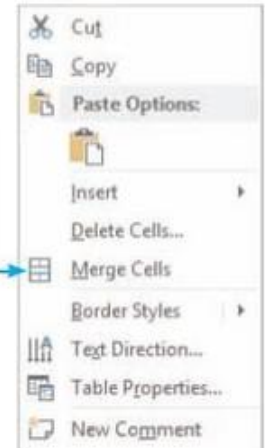 Cut
Copy
Paste Options:
Insert
Delete Cells...
Merge Cells
Border Styles
Text Direction...
Table Properties...
New Comment